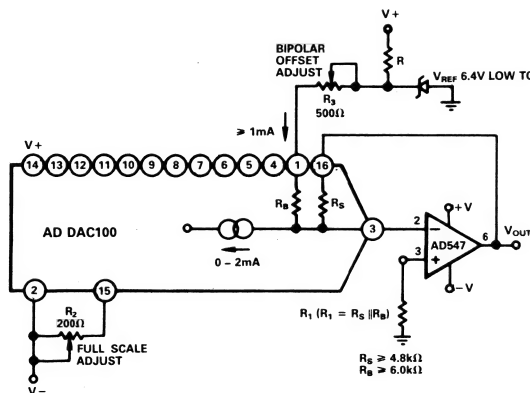 V+
BIPOLAR
OFFSET
ADJUST
R
VREF 6.4V LOW TC
R3
500Ω
≥ 1mA
V+
14 13 12 11 10 9 8 7 6 5 4 1 16
RB
RS
AD DAC100
0 – 2mA
3
2
3
+V
AD547
6
VOUT
–V
2
15
R2
200Ω
FULL SCALE
ADJUST
V–
R1 (R1 = RS ∥RB)
RS ≥ 4.8kΩ
RB ≥ 6.0kΩ